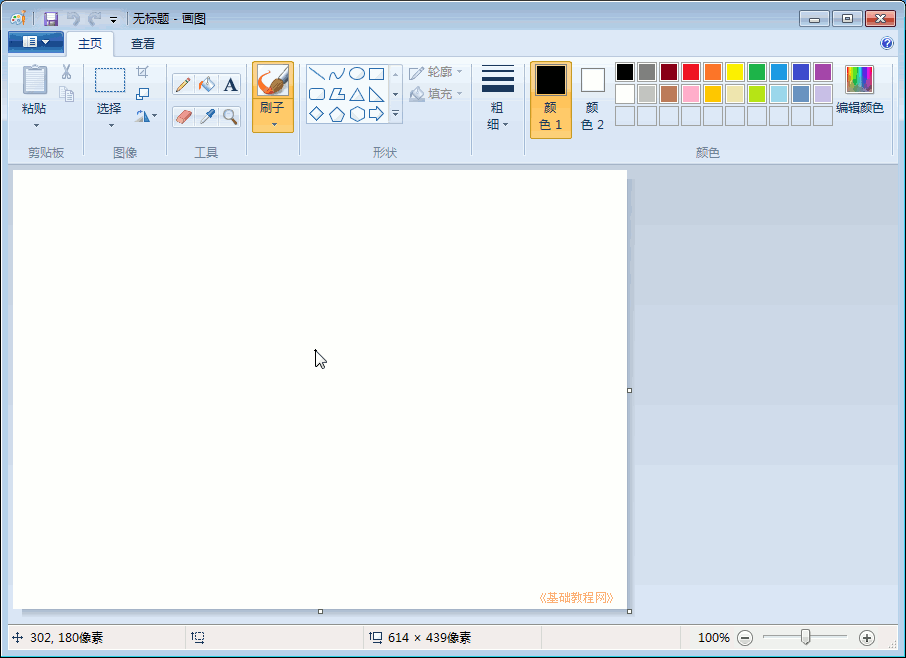 无标题 - 画图
主页 查看
粘贴
选择
A
刷子
轮廓
填充
粗
细
颜
色 1
颜
色 2
编辑颜色
剪贴板 图像 工具 形状 颜色
《基础教程网》
302, 180像素 614 × 439像素 100%